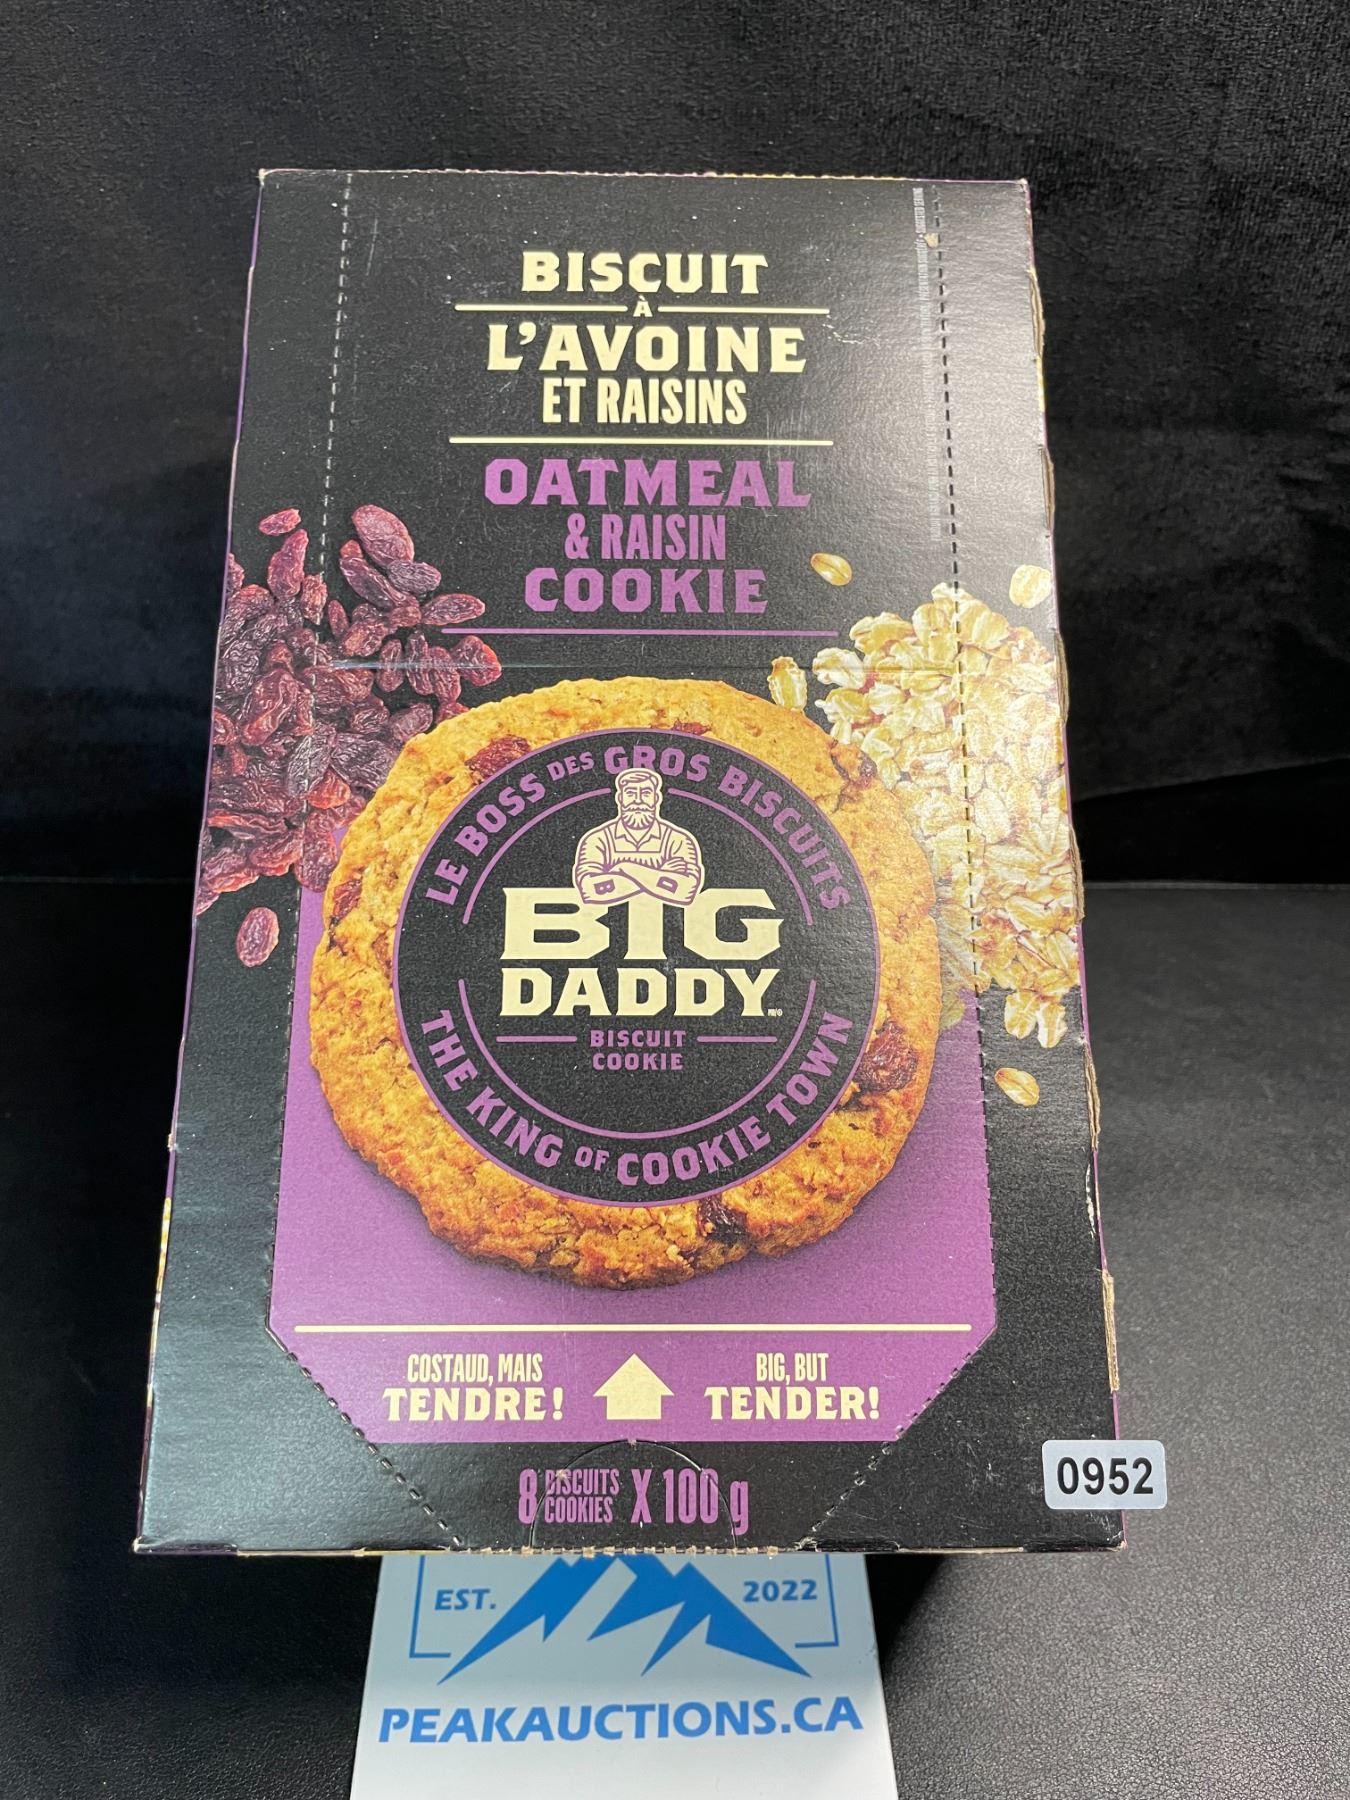 BISCUIT
À
L'AVOINE
ET RAISINS
OATMEAL
& RAISIN
COOKIE
LE BOSS DES GROS BISCUITS
B D
BIG
DADDY
BISCUIT
COOKIE
THE KING OF COOKIE TOWN
COSTAUD, MAIS
TENDRE!
BIG, BUT
TENDER!
8 BISCUITS
COOKIES X 100 g
0952
EST. 2022
PEAKAUCTIONS.CA